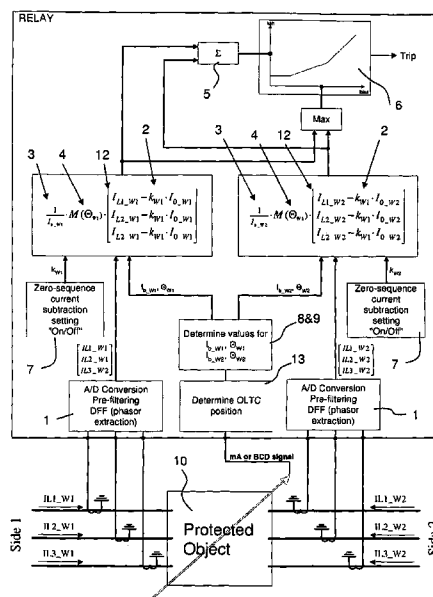 RELAY
Σ
5
Trip
6
Max
3
4
12
2
3
4
12
2
1/I_b_W1 · M(Θ_W1) · [ I_L1_W1 − k_W1 · I_0_W1
I_L2_W1 − k_W1 · I_0_W1
I_L2_W1 − k_W1 · I_0_W1 ]
1/I_b_W2 · M(Θ_W2) · [ I_L1_W2 − k_W1 · I_0_W2
I_L2_W2 − k_W1 · I_0_W2
I_L2_W2 − k_W1 · I_0_W2 ]
k_W1
I_b_W1, Θ_W1
I_b_W2, Θ_W2
k_W2
Zero-sequence
current
subtraction
setting
"On/Off"
7
Determine values for
I_b_W1, Θ_W1
I_b_W2, Θ_W2
8&9
Zero-sequence
current
subtraction
setting
"On/Off"
7
[ IL1_W1
IL2_W1
IL3_W1 ]
13
[ IL1_W2
IL2_W2
IL3_W2 ]
A/D Conversion
Pre-filtering
DFF (phasor
extraction)
1
Determine OLTC
position
A/D Conversion
Pre-filtering
DFF (phasor
extraction)
1
mA or BCD signal
10
Protected
Object
Side 1
IL1_W1
IL2_W1
IL3_W1
IL1_W2
IL2_W2
IL3_W2
Side 2